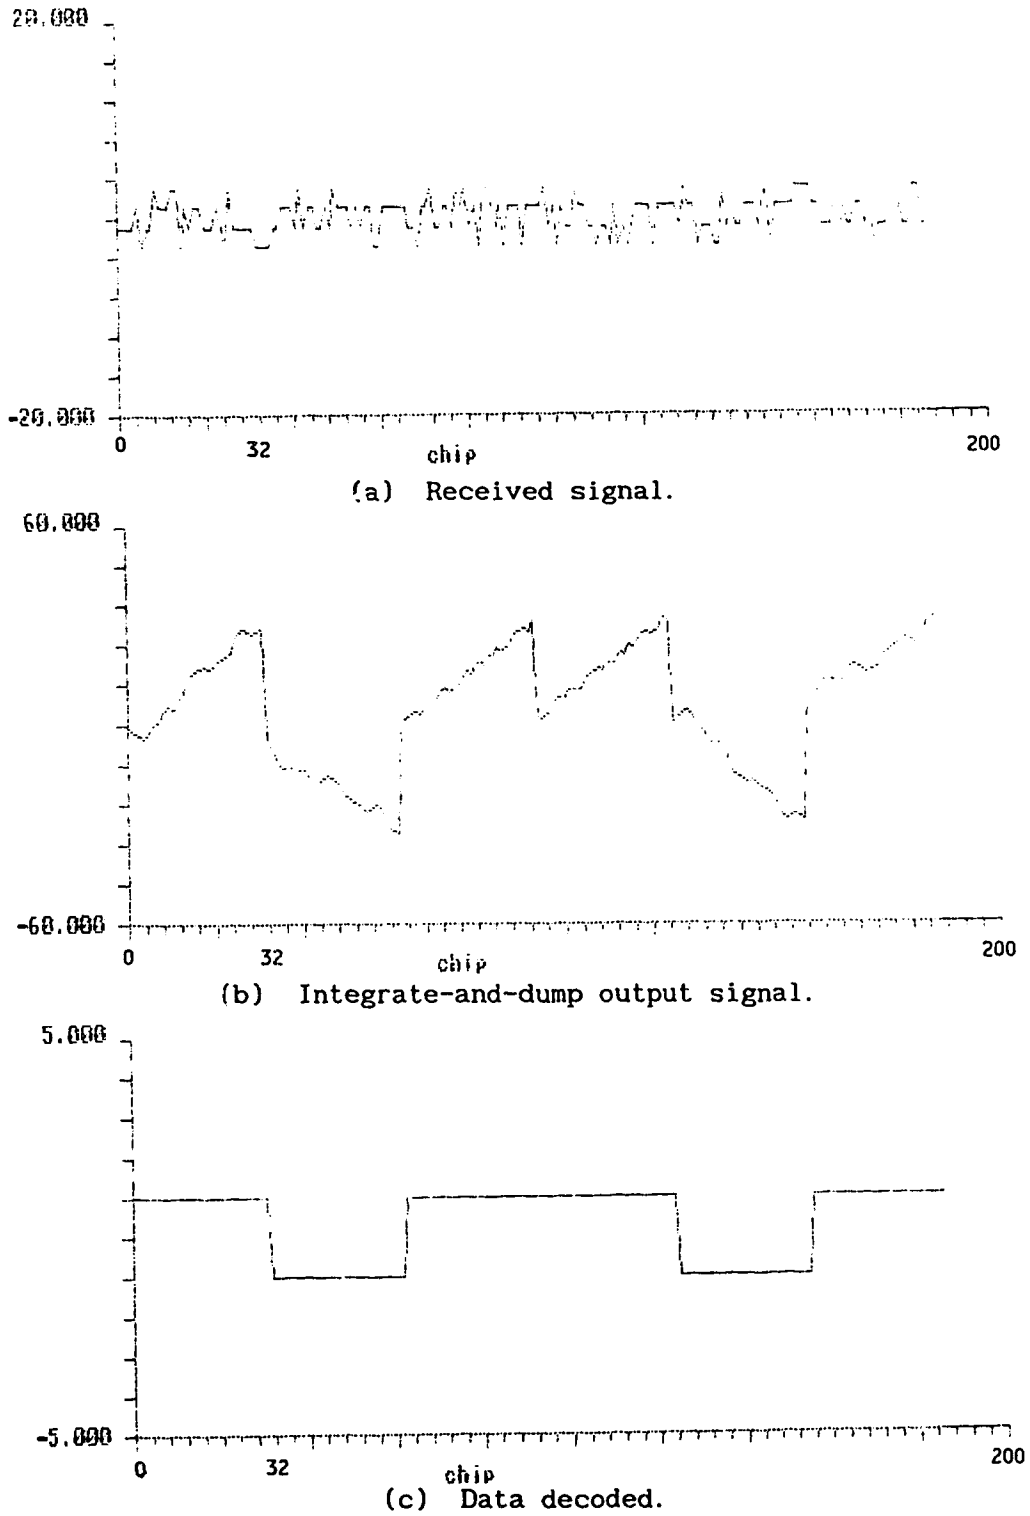 20.000
-20.000
0 32 chip 200
(a) Received signal.
60.000
-60.000
0 32 chip 200
(b) Integrate-and-dump output signal.
5.000
-5.000
0 32 chip 200
(c) Data decoded.